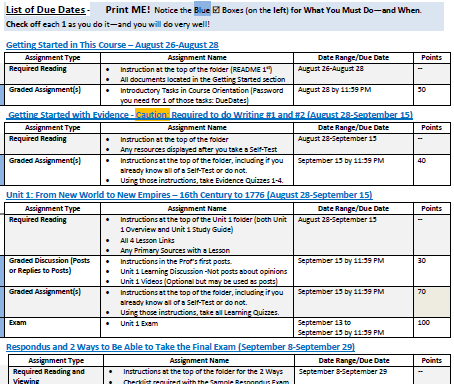 List of Due Dates - Print ME! Notice the Blue ☑ Boxes (on the left) for What You Must Do—and When.
Check off each 1 as you do it—and you will do very well!
Getting Started in This Course – August 26-August 28
Assignment Type Assignment Name Date Range/Due Date Points
Required Reading • Instruction at the top of the folder (README 1st) August 26-August 28 --
• All documents located in the Getting Started section
Graded Assignment(s) • Introductory Tasks in Course Orientation (Password August 28 by 11:59 PM 50
you need for 1 of those tasks: DueDates)
Getting Started with Evidence - Caution: Required to do Writing #1 and #2 (August 28-September 15)
Assignment Type Assignment Name Date Range/Due Date Points
Required Reading • Instruction at the top of the folder August 28-September 15 --
• Any resources displayed after you take a Self-Test
Graded Assignment(s) • Instructions at the top of the folder, including if you September 15 by 11:59 PM 40
already know all of a Self-Test or do not.
• Using those instructions, take Evidence Quizzes 1-4.
Unit 1: From New World to New Empires – 16th Century to 1776 (August 28-September 15)
Assignment Type Assignment Name Date Range/Due Date Points
Required Reading • Instructions at the top of the Unit 1 folder (both Unit August 28-September 15 --
1 Overview and Unit 1 Study Guide)
• All 4 Lesson Links
• Any Primary Sources with a Lesson
Graded Discussion (Posts • Instructions in the Prof's first posts. September 15 by 11:59 PM 30
or Replies to Posts) • Unit 1 Learning Discussion -Not posts about opinions
• Unit 1 Videos (Optional but may be used as posts)
Graded Assignment(s) • Instructions at the top of the folder, including if you September 15 by 11:59 PM 70
already know all of a Self-Test or do not.
• Using those instructions, take all Learning Quizzes.
Exam • Unit 1 Exam September 13 to 100
September 15 by 11:59 PM
Respondus and 2 Ways to Be Able to Take the Final Exam (September 8-September 29)
Assignment Type Assignment Name Date Range/Due Date Points
Required Reading and • Instructions at the top of folder for the 2 Ways September 8-September 29 --
Viewing • Checklist required with the Sample Respondus Exam